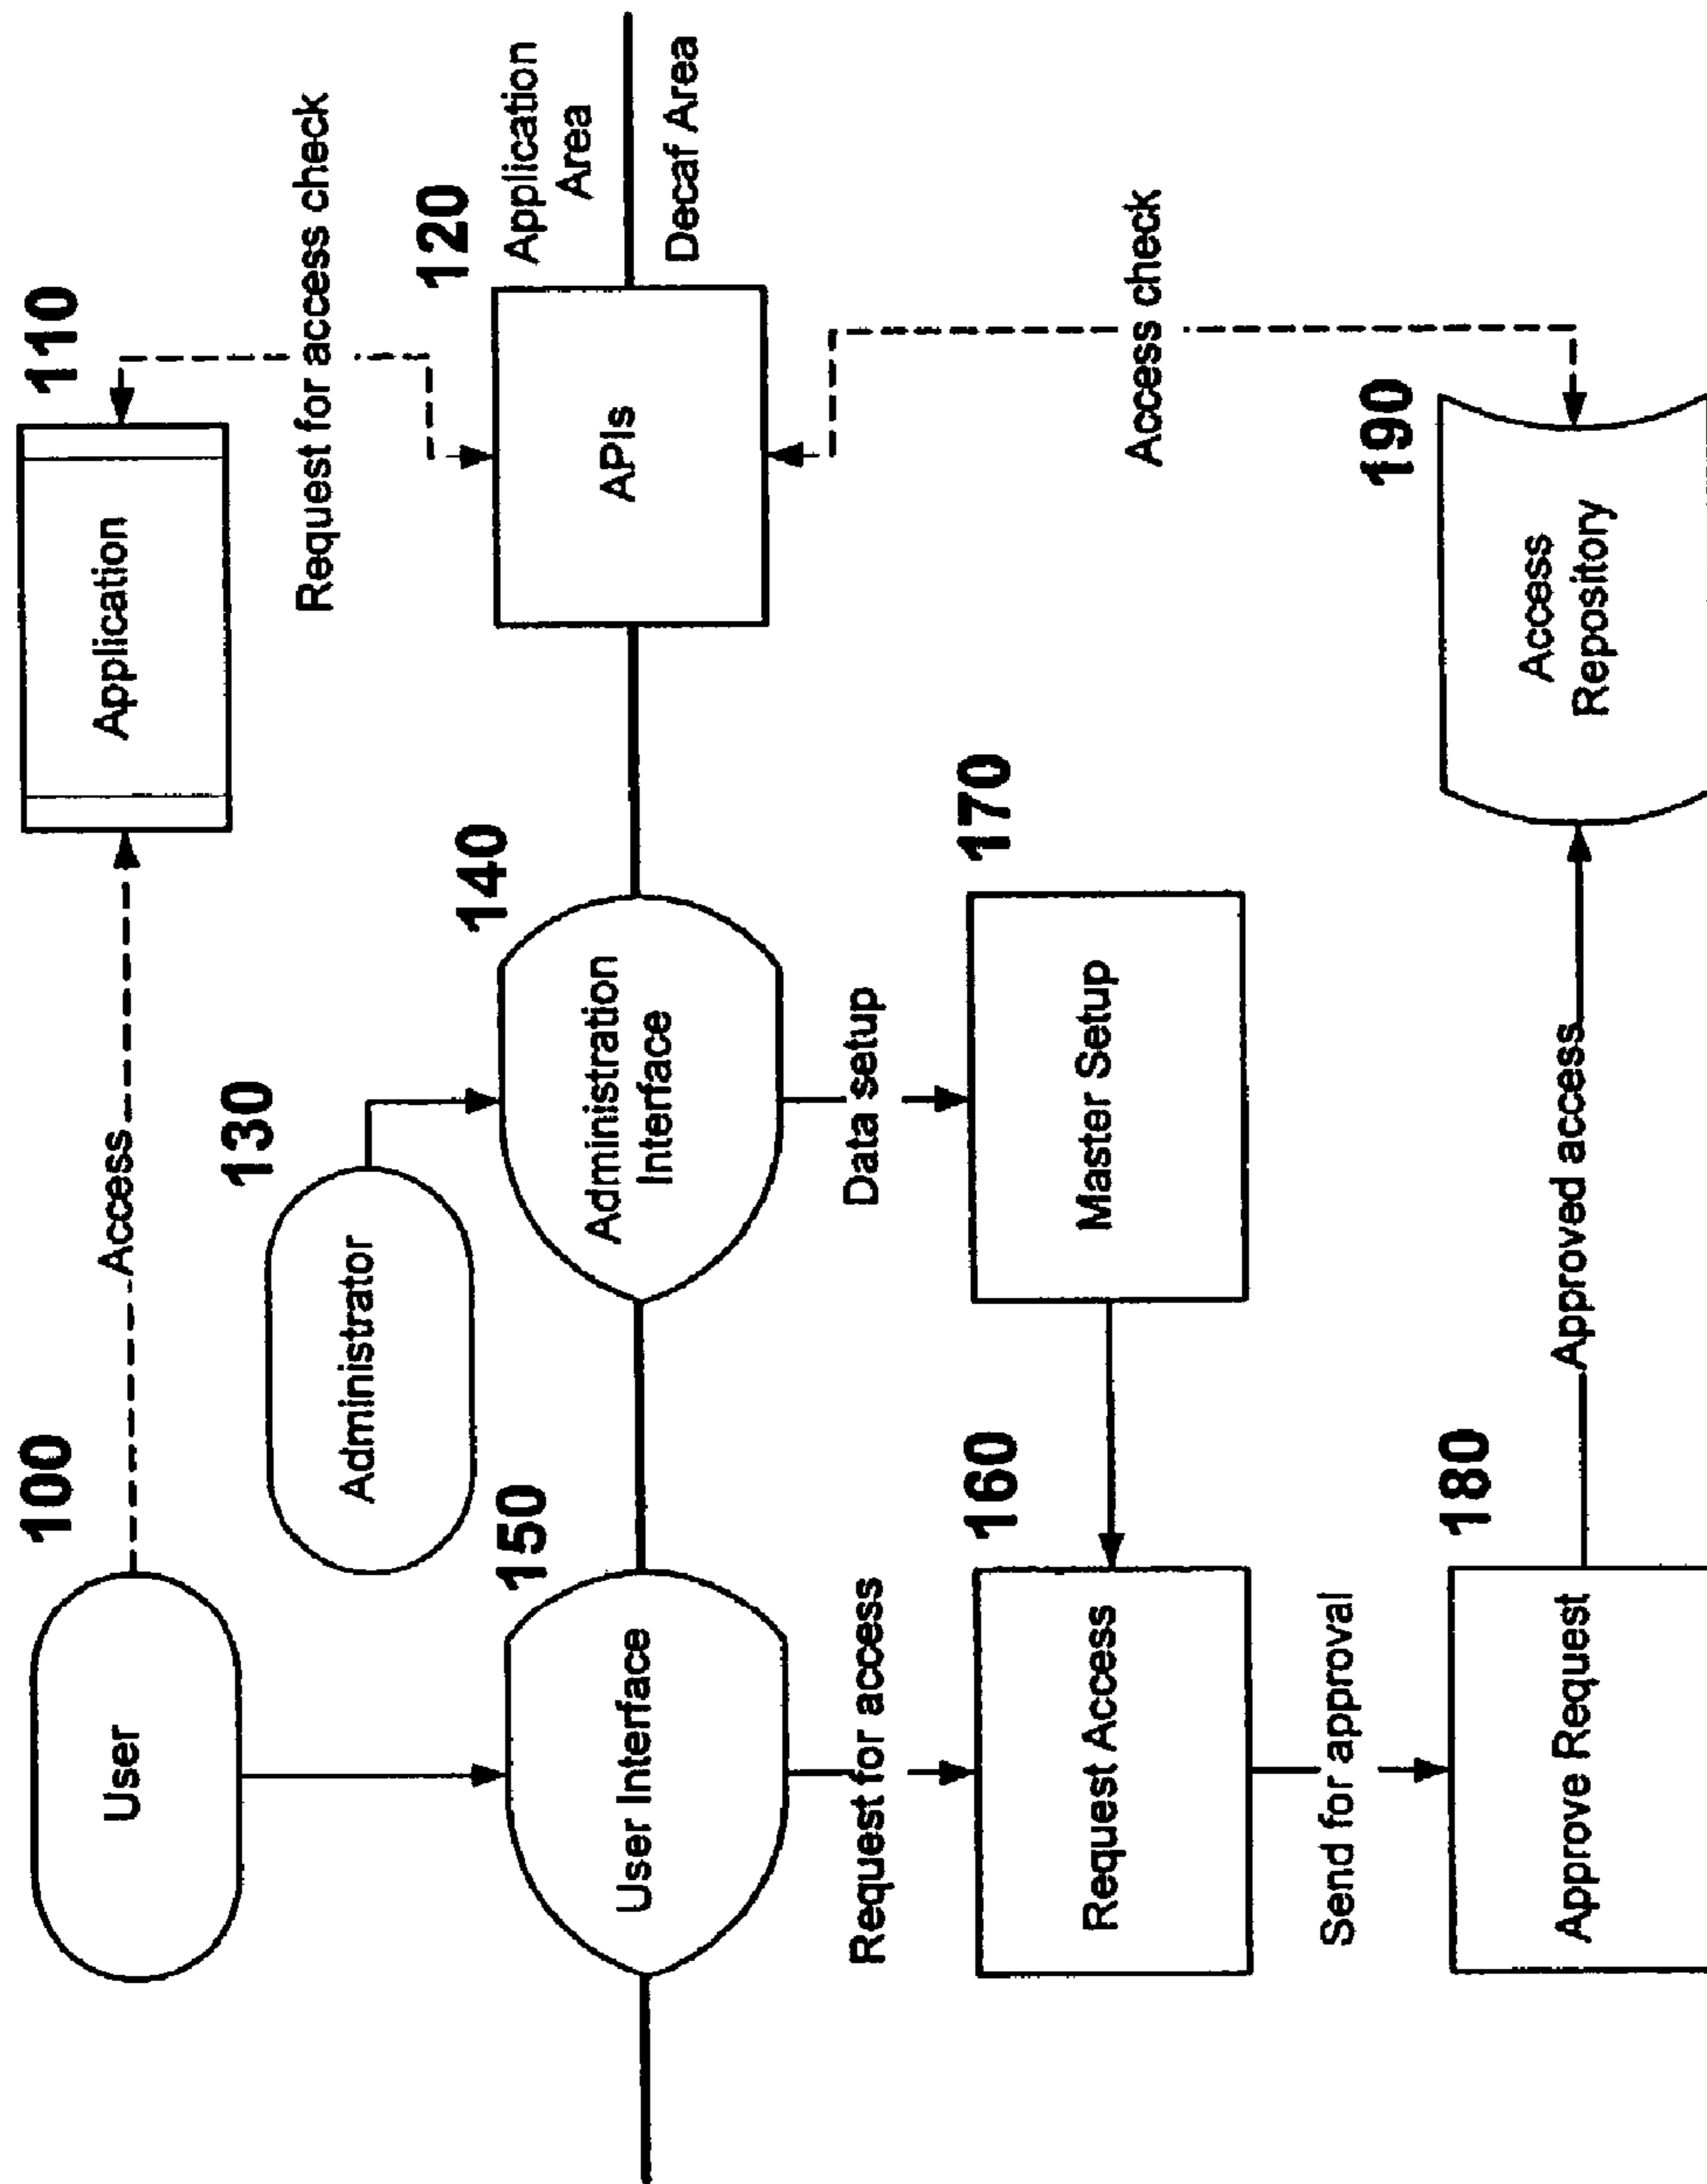 100
User
Access
110
Application
130
Administrator
Request for access check
150
User Interface
140
Administration
Interface
120
APIs
Application
Area
Decaf Area
Request for access
Data setup
160
Request Access
170
Master Setup
Access check
Send for approval
180
Approve Request
Approved access
190
Access
Repository